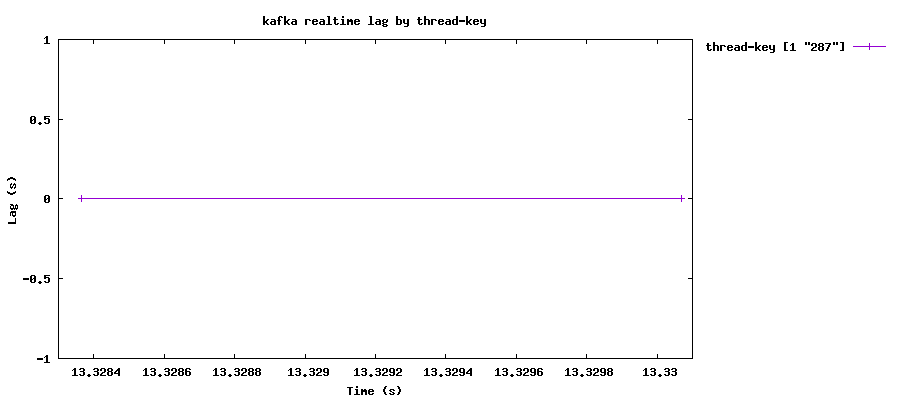 kafka realtime lag by thread-key
thread-key [1 "287"]
1
0.5
0
-0.5
-1
Lag (s)
13.3284 13.3286 13.3288 13.329 13.3292 13.3294 13.3296 13.3298 13.33
Time (s)